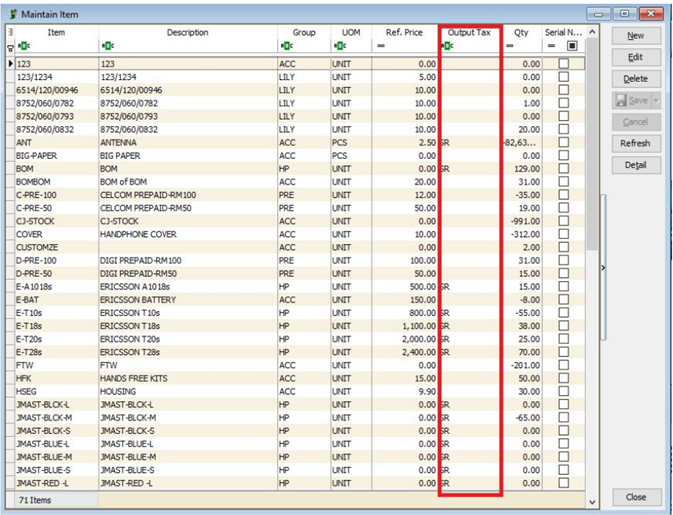 Maintain Item
Item Description Group UOM Ref. Price Output Tax Qty Serial N...
123 123 ACC UNIT 0.00 0.00
123/1234 123/1234 LILY UNIT 5.00 0.00
6514/120/00946 6514/120/00946 LILY UNIT 10.00 0.00
8752/060/0782 8752/060/0782 LILY UNIT 10.00 1.00
8752/060/0793 8752/060/0793 LILY UNIT 10.00 0.00
8752/060/0832 8752/060/0832 LILY UNIT 10.00 20.00
ANT ANTENNA ACC PCS 2.50 SR -82,63...
BIG-PAPER BIG PAPER ACC PCS 0.00 0.00
BOM BOM HP UNIT 0.00 SR 129.00
BOMBOM BOM of BOM ACC UNIT 20.00 31.00
C-PRE-100 CELCOM PREPAID-RM100 PRE UNIT 12.00 -35.00
C-PRE-50 CELCOM PREPAID-RM50 PRE UNIT 50.00 19.00
CJ-STOCK CJ-STOCK ACC UNIT 0.00 -991.00
COVER HANDPHONE COVER ACC UNIT 10.00 -312.00
CUSTOMZE ACC UNIT 0.00 2.00
D-PRE-100 DIGI PREPAID-RM100 PRE UNIT 100.00 31.00
D-PRE-50 DIGI PREPAID-RM50 PRE UNIT 50.00 15.00
E-A1018s ERICSSON A1018s HP UNIT 500.00 SR 15.00
E-BAT ERICSSON BATTERY ACC UNIT 150.00 -8.00
E-T10s ERICSSON T10s HP UNIT 800.00 SR -55.00
E-T18s ERICSSON T18s HP UNIT 1,100.00 SR 38.00
E-T20s ERICSSON T20s HP UNIT 2,000.00 SR 25.00
E-T28s ERICSSON T28s HP UNIT 2,400.00 SR 70.00
FTW FTW ACC UNIT 0.00 -201.00
HFK HANDS FREE KITS ACC UNIT 15.00 50.00
HSEG HOUSING ACC UNIT 9.90 30.00
JMAST-BLCK-L JMAST-BLCK-L HP UNIT 0.00 SR 0.00
JMAST-BLCK-M JMAST-BLCK-M HP UNIT 0.00 SR -65.00
JMAST-BLCK-S JMAST-BLCK-S HP UNIT 0.00 SR 0.00
JMAST-BLUE-L JMAST-BLUE-L HP UNIT 0.00 SR 0.00
JMAST-BLUE-M JMAST-BLUE-M HP UNIT 0.00 SR 0.00
JMAST-BLUE-S JMAST-BLUE-S HP UNIT 0.00 SR 0.00
JMAST-RED -L JMAST-RED -L HP UNIT 0.00 SR 0.00
71 Items
New
Edit
Delete
Save
Cancel
Refresh
Detail
Close